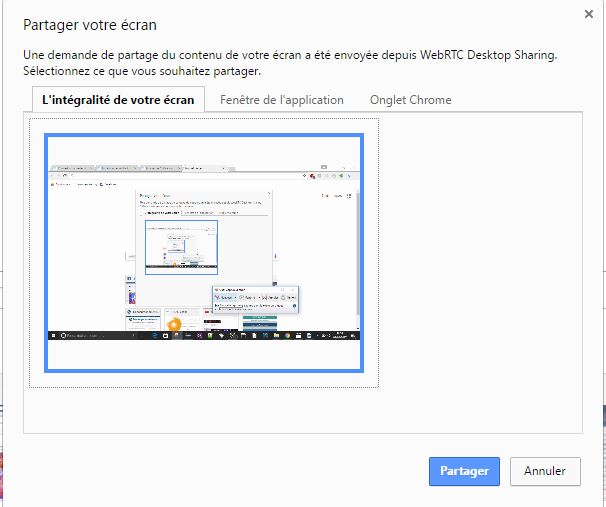 Partager votre écran
Une demande de partage du contenu de votre écran a été envoyée depuis WebRTC Desktop Sharing.
Sélectionnez ce que vous souhaitez partager.
L'intégralité de votre écran
Fenêtre de l'application
Onglet Chrome
Partager
Annuler